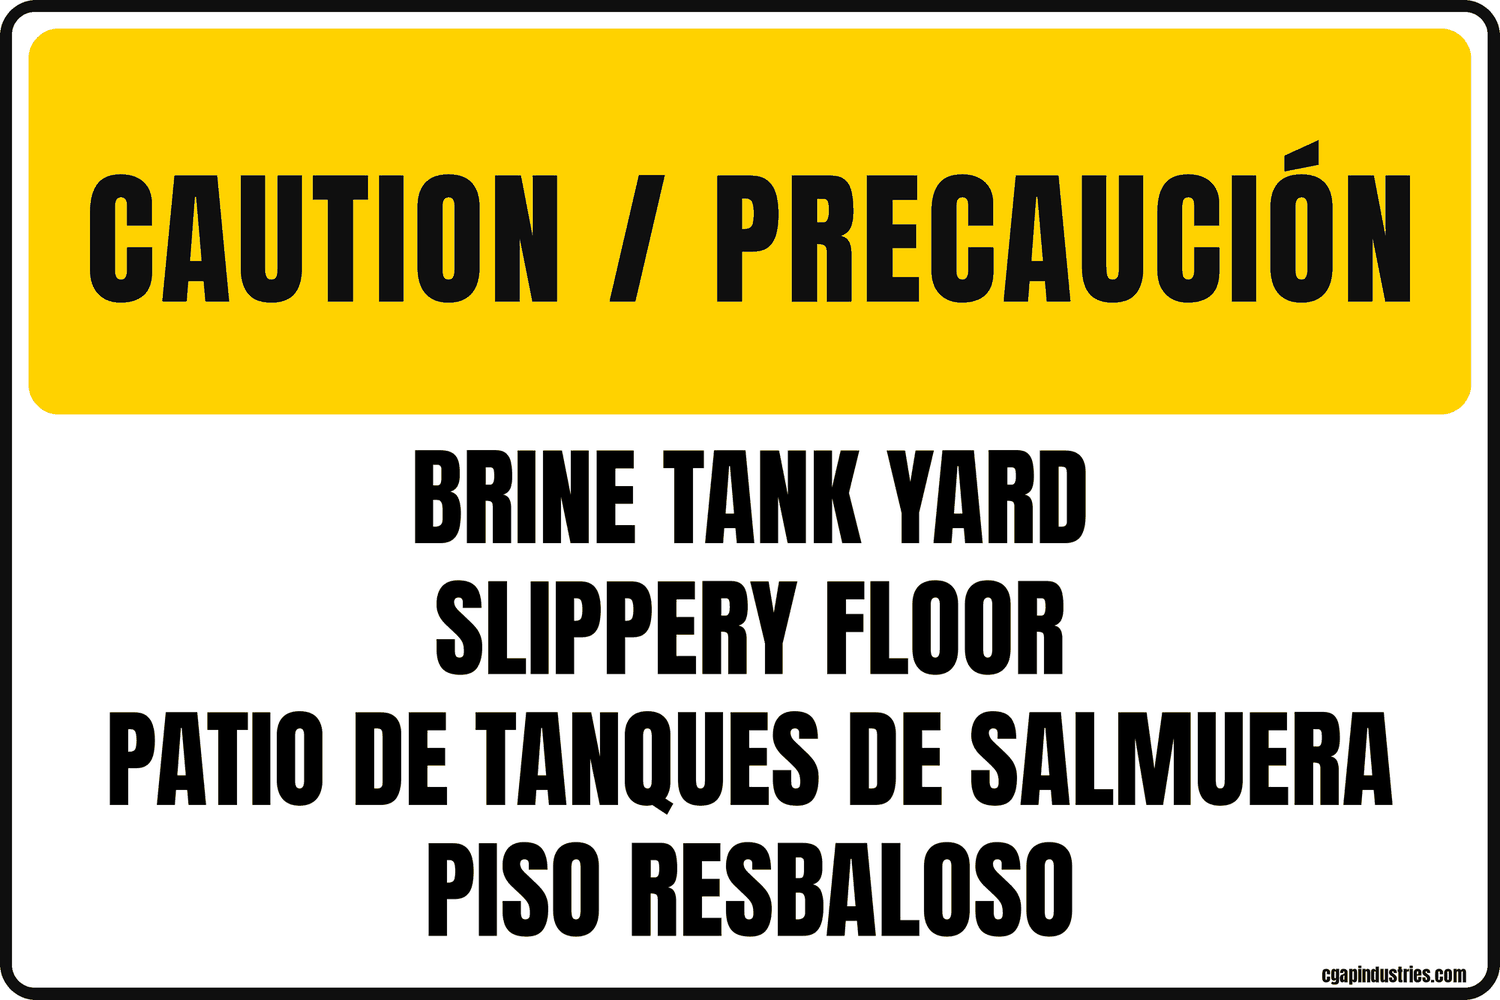 CAUTION / PRECAUCIÓN
BRINE TANK YARD
SLIPPERY FLOOR
PATIO DE TANQUES DE SALMUERA
PISO RESBALOSO
cgapindustries.com